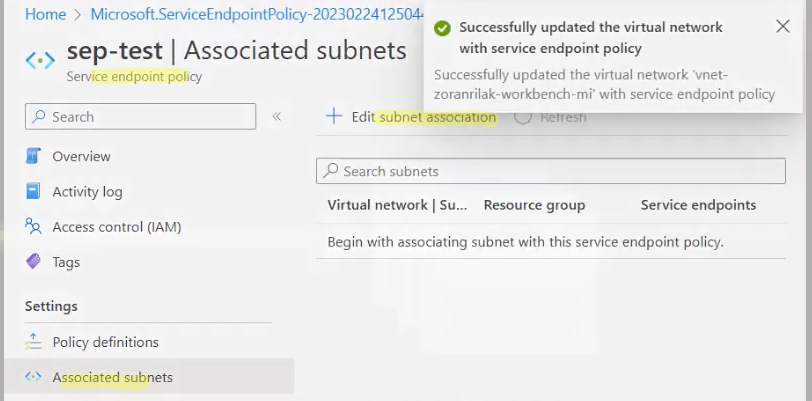 Home > Microsoft.ServiceEndpointPolicy-20230224125044
sep-test | Associated subnets
Service endpoint policy
Successfully updated the virtual network
with service endpoint policy
Successfully updated the virtual network 'vnet-
zoranrilak-workbench-mi' with service endpoint policy
Search
Overview
Activity log
Access control (IAM)
Tags
Settings
Policy definitions
Associated subnets
Edit subnet association
Refresh
Search subnets
Virtual network | Su... Resource group Service endpoints
Begin with associating subnet with this service endpoint policy.